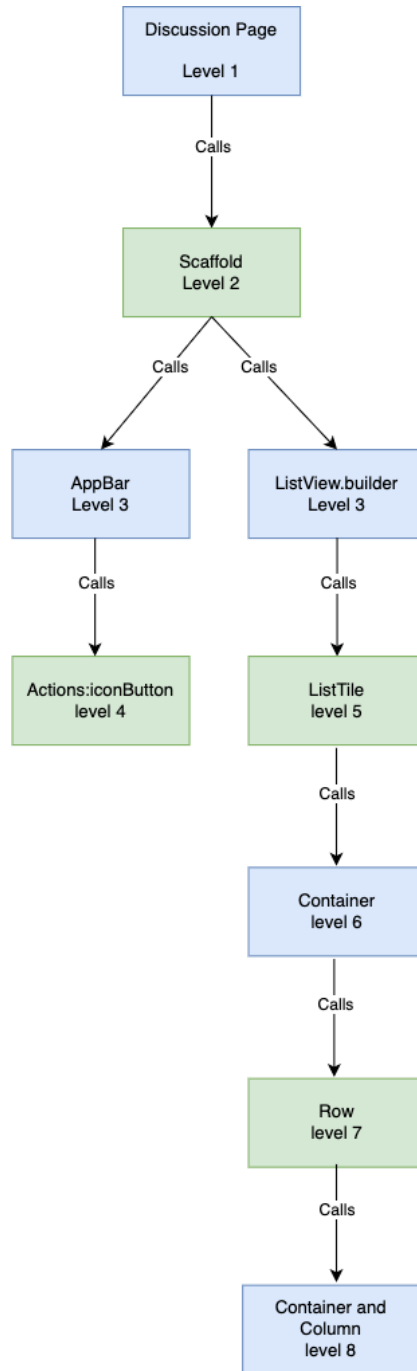 Discussion Page
Level 1
Calls
Scaffold
Level 2
Calls
Calls
AppBar
Level 3
ListView.builder
Level 3
Calls
Calls
Actions:iconButton
level 4
ListTile
level 5
Calls
Container
level 6
Calls
Row
level 7
Calls
Container and
Column
level 8